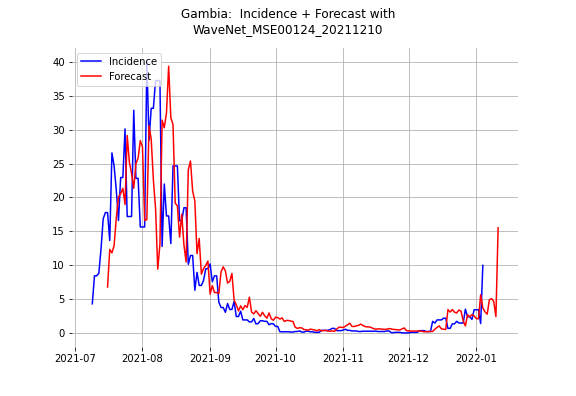 Gambia:  Incidence + Forecast with
WaveNet_MSE00124_20211210
Incidence
Forecast
40
35
30
25
20
15
10
5
0
2021-07 2021-08 2021-09 2021-10 2021-11 2021-12 2022-01